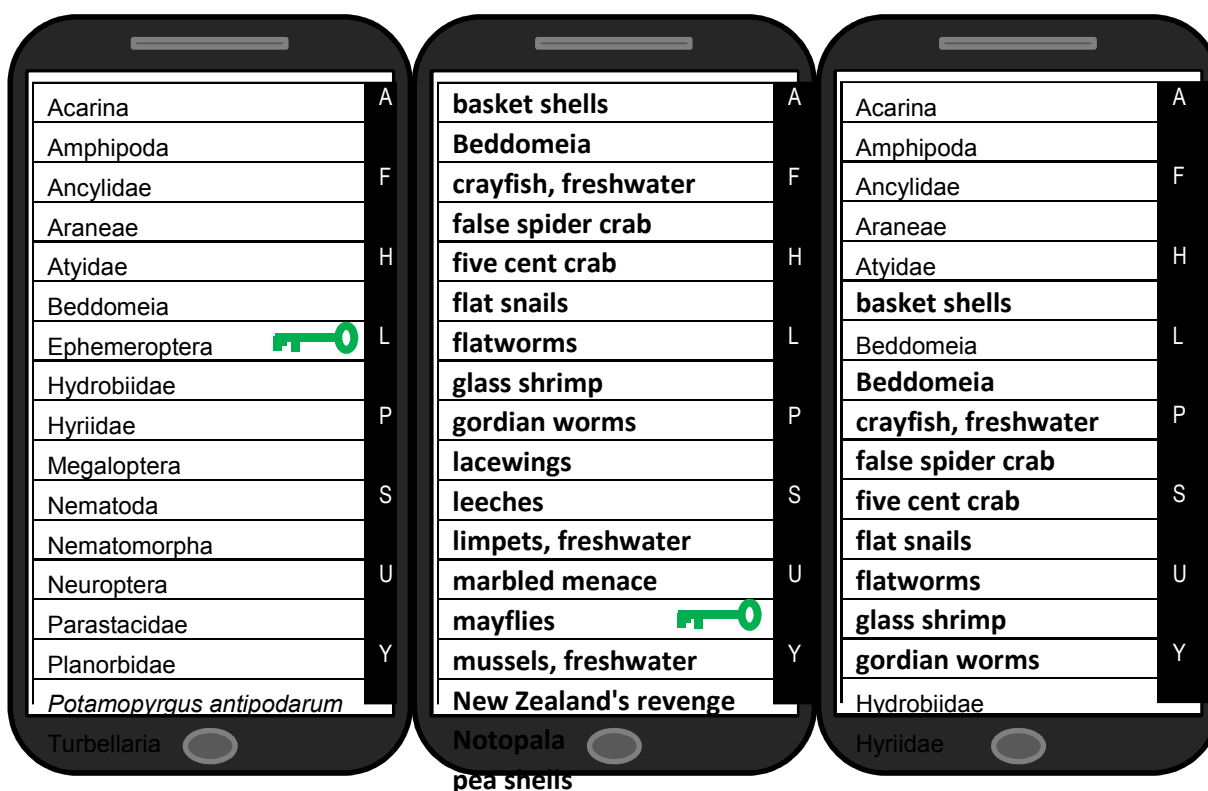 Acarina
Amphipoda
Ancylidae
Araneae
Atyidae
Beddomeia
Ephemeroptera
Hydrobiidae
Hyriidae
Megaloptera
Nematoda
Nematomorpha
Neuroptera
Parastacidae
Planorbidae
Potamopyrgus antipodarum
Turbellaria
A
F
H
L
P
S
U
Y
basket shells
Beddomeia
crayfish, freshwater
false spider crab
five cent crab
flat snails
flatworms
glass shrimp
gordian worms
lacewings
leeches
limpets, freshwater
marbled menace
mayflies
mussels, freshwater
New Zealand's revenge
Notopala
pea shells
A
F
H
L
P
S
U
Y
Acarina
Amphipoda
Ancylidae
Araneae
Atyidae
basket shells
Beddomeia
Beddomeia
crayfish, freshwater
false spider crab
five cent crab
flat snails
flatworms
glass shrimp
gordian worms
Hydrobiidae
Hyriidae
A
F
H
L
P
S
U
Y